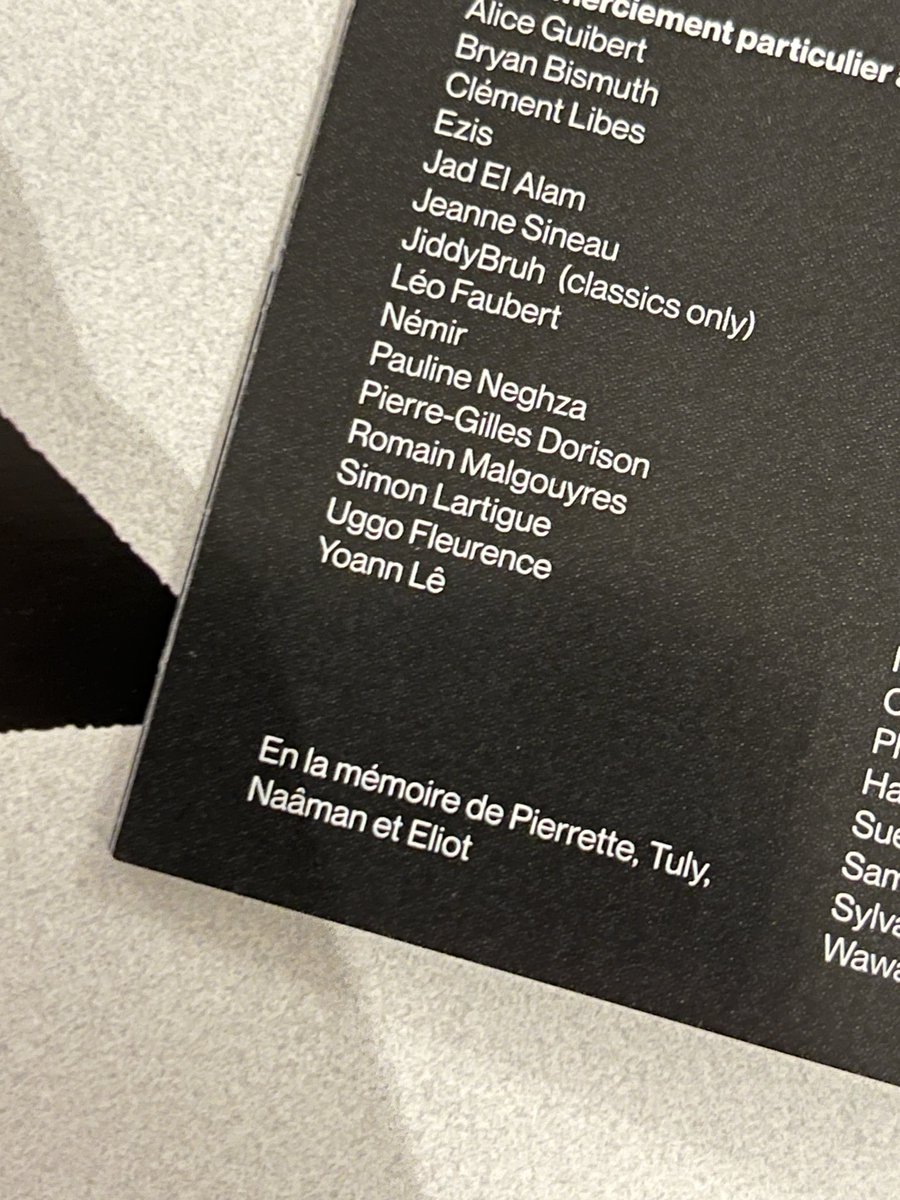 particulier
Alice Guibert
Bryan Bismuth
Clément Libes
Ezis
Jad El Alam
Jeanne Sineau
JiddyBruh (classics only)
Léo Faubert
Némir
Pauline Neghza
Pierre-Gilles Dorison
Romain Malgouyres
Simon Lartigue
Uggo Fleurence
Yoann Lê
En la mémoire de Pierrette, Tuly,
Naâman et Eliot